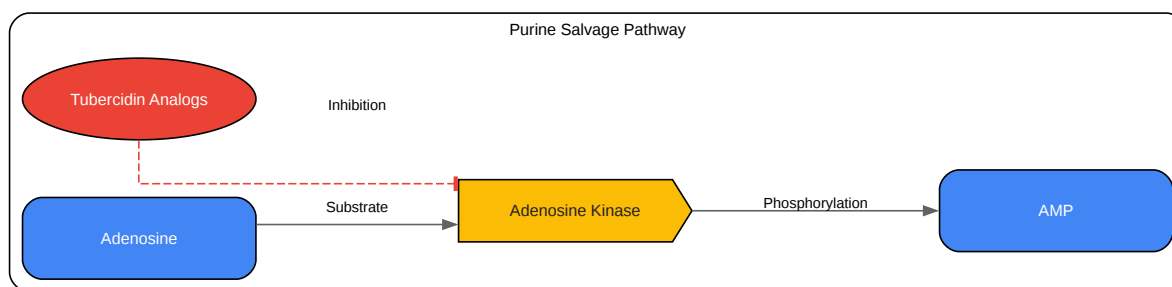 Purine Salvage Pathway
Tubercidin Analogs
Inhibition
Substrate
Adenosine
Adenosine Kinase
Phosphorylation
AMP